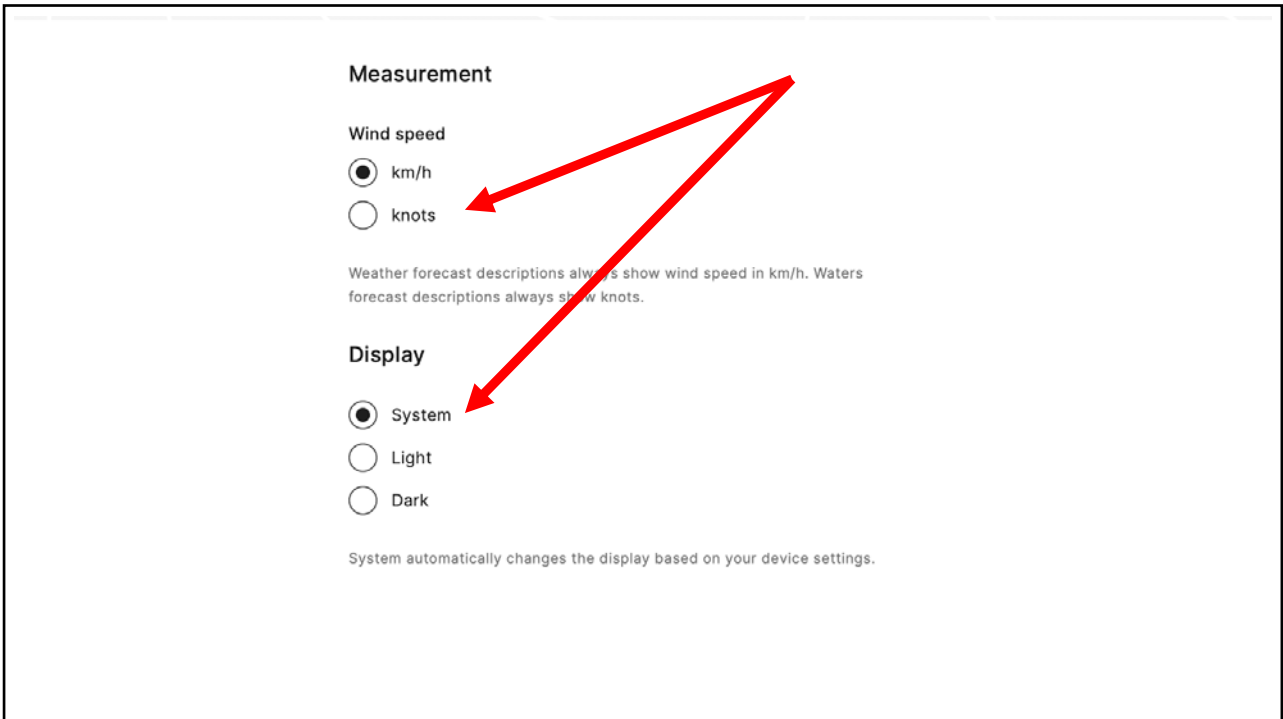 Measurement
Wind speed
km/h
knots
Weather forecast descriptions always show wind speed in km/h. Waters
forecast descriptions always show knots.
Display
System
Light
Dark
System automatically changes the display based on your device settings.